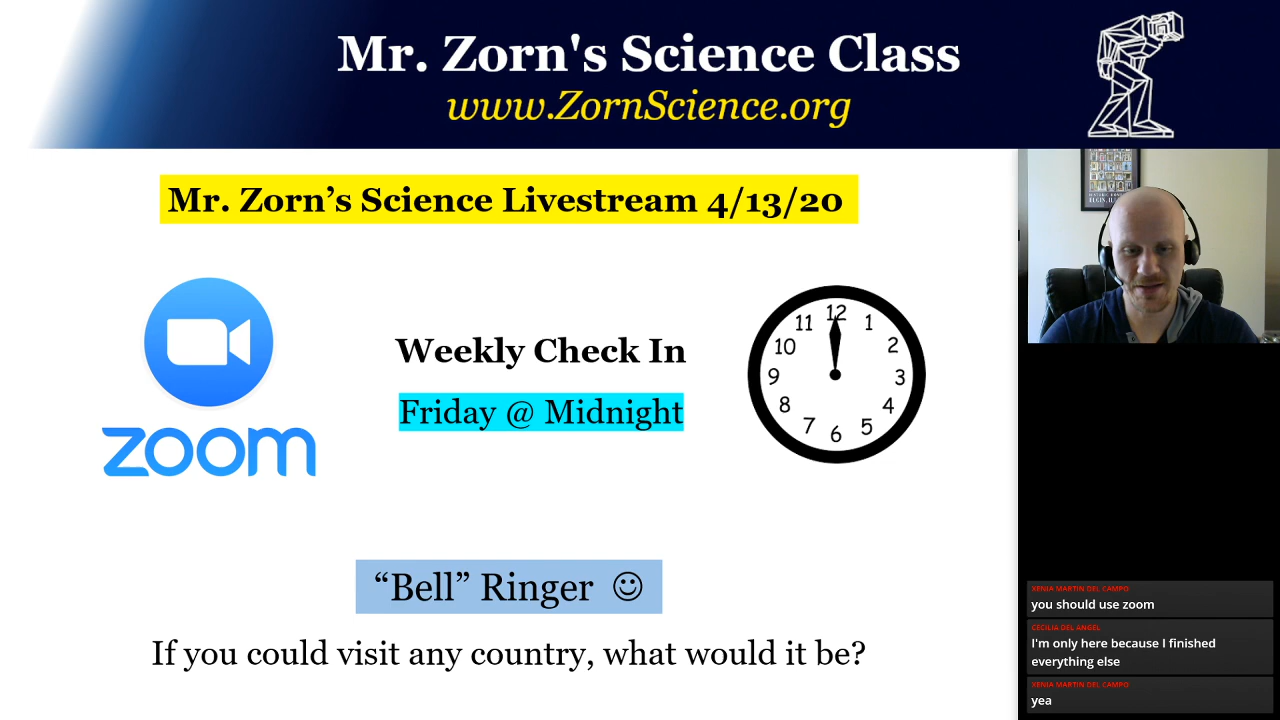 Mr. Zorn's Science Class
www.ZornScience.org
Mr. Zorn’s Science Livestream 4/13/20
zoom
Weekly Check In
Friday @ Midnight
12
11 1
10 2
9 3
8 4
7 5
6
“Bell” Ringer ☺
If you could visit any country, what would it be?
XENIA MARTIN DEL CAMPO
you should use zoom
CECILIA DEL ANGEL
I'm only here because I finished
everything else
XENIA MARTIN DEL CAMPO
yea